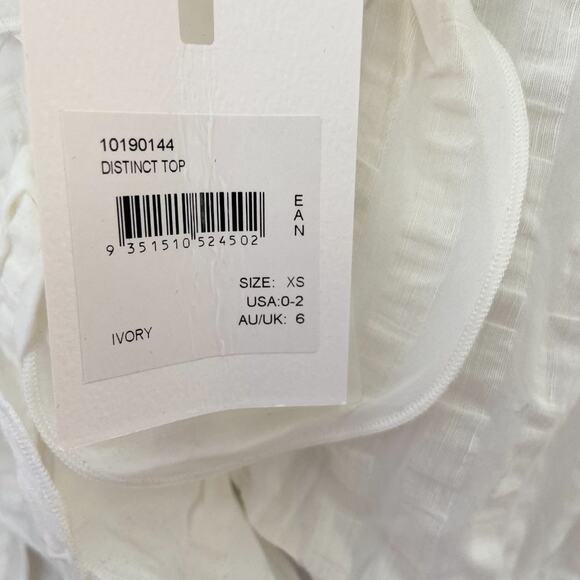 10190144
DISTINCT TOP
EAN
9 351510 524502
SIZE: XS
USA:0-2
AU/UK: 6
IVORY